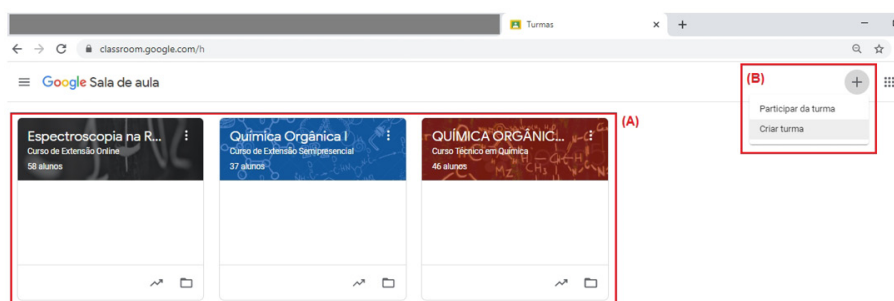 Turmas
classroom.google.com/h
Google Sala de aula
(B)
Participar da turma
Criar turma
(A)
Espectroscopia na R...
Curso de Extensão Online
58 alunos
Química Orgânica I
Curso de Extensão Semipresencial
37 alunos
QUÍMICA ORGÂNIC...
Curso Técnico em Química
46 alunos